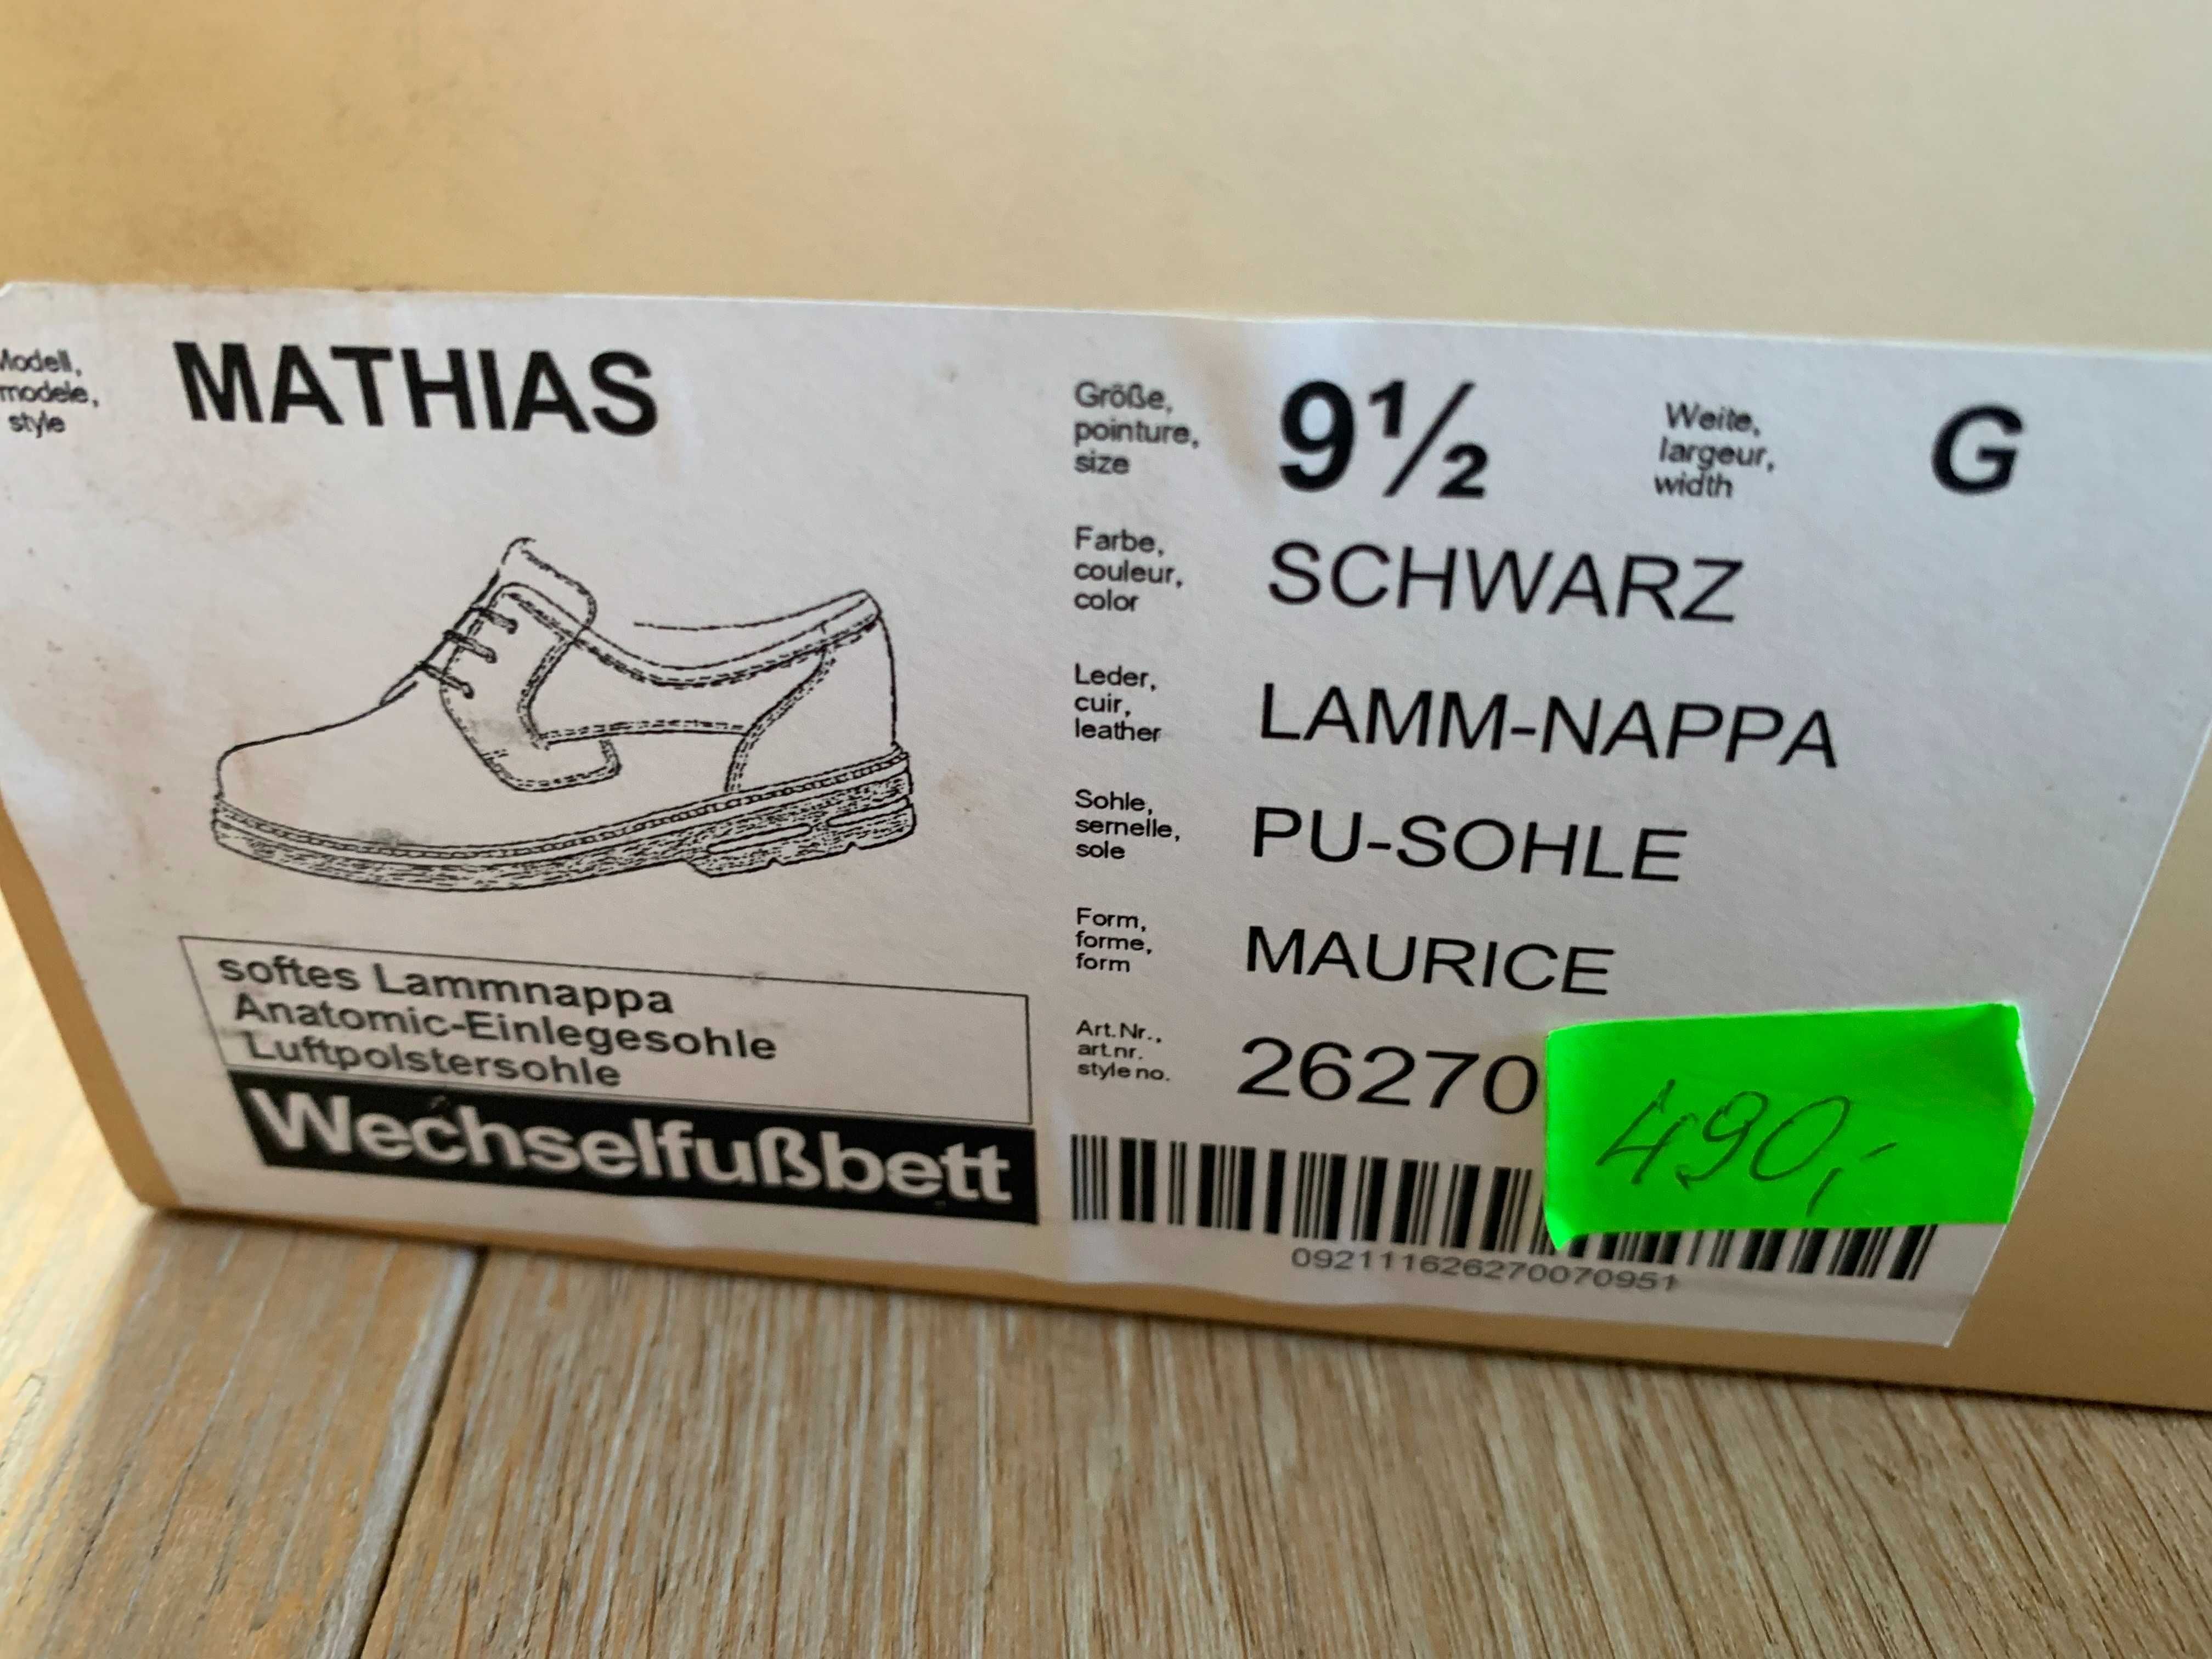 Modell,
modele,
style
MATHIAS
Größe,
pointure,
size
9½
Weite,
largeur,
width
G
Farbe,
couleur,
color
SCHWARZ
Leder,
cuir,
leather
LAMM-NAPPA
Sohle,
sernelle,
sole
PU-SOHLE
Form,
forme,
form
MAURICE
Art.Nr.,
art.nr.
style no.
26270
490,-
softes Lammnappa
Anatomic-Einlegesohle
Luftpolstersohle
Wechselfußbett
092111626270070951